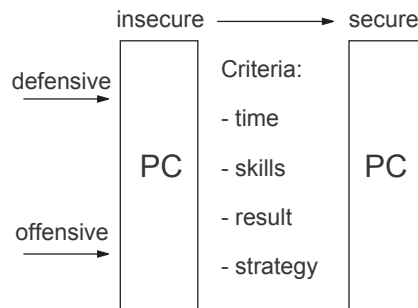 insecure
secure
defensive
Criteria:
- time
PC
- skills
PC
- result
offensive
- strategy